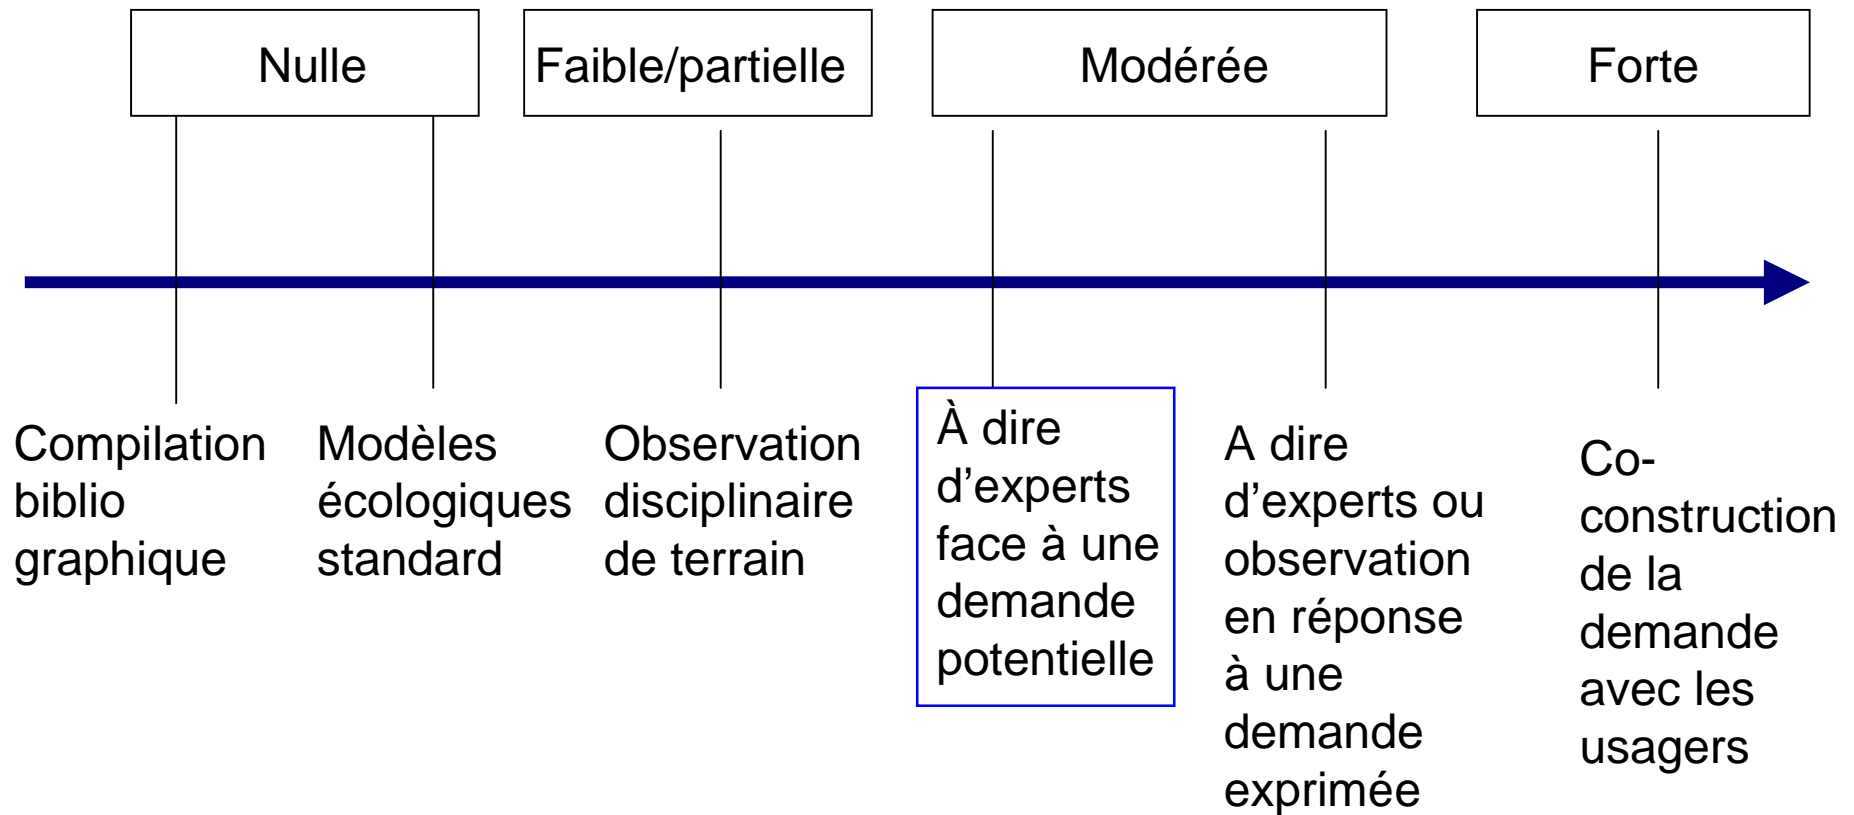 Nulle
Faible/partielle
Modérée
Forte
Compilation
biblio
graphique
Modèles
écologiques
standard
Observation
disciplinaire
de terrain
À dire
d’experts
face à une
demande
potentielle
A dire
d’experts ou
observation
en réponse
à une
demande
exprimée
Co-
construction
de la
demande
avec les
usagers